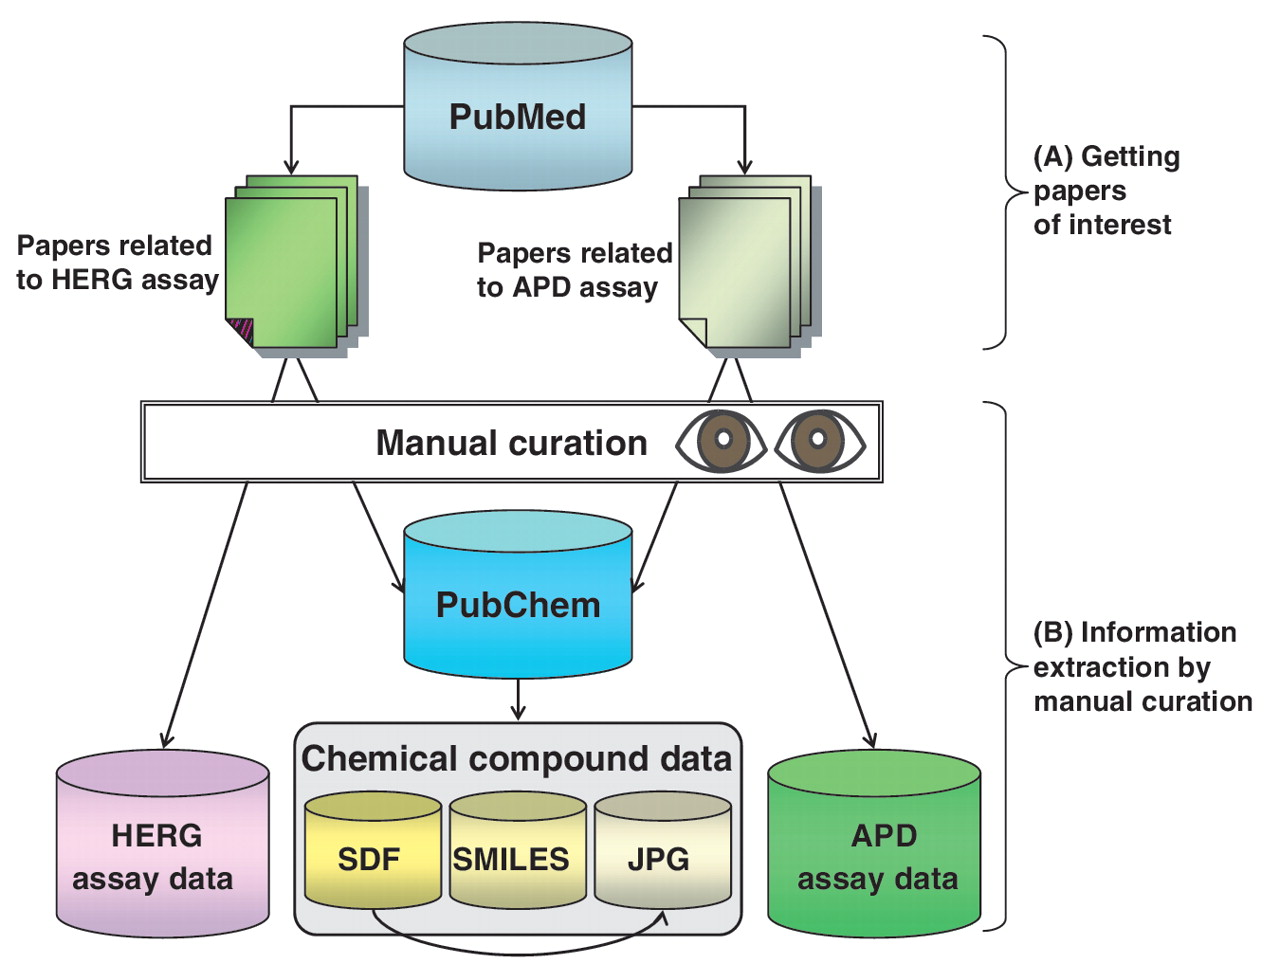 PubMed
(A) Getting
papers
of interest
Papers related
to HERG assay
Papers related
to APD assay
Manual curation
PubChem
(B) Information
extraction by
manual curation
Chemical compound data
SDF
SMILES
JPG
HERG
assay data
APD
assay data